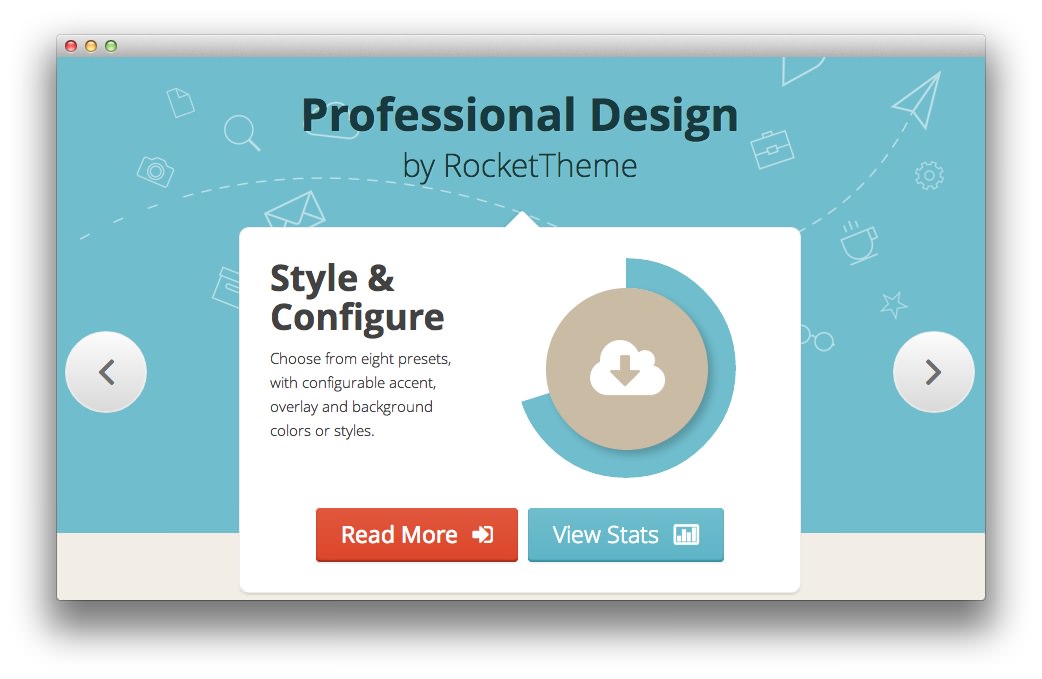 Professional Design
by RocketTheme
Style &
Configure
Choose from eight presets,
with configurable accent,
overlay and background
colors or styles.
Read More
View Stats